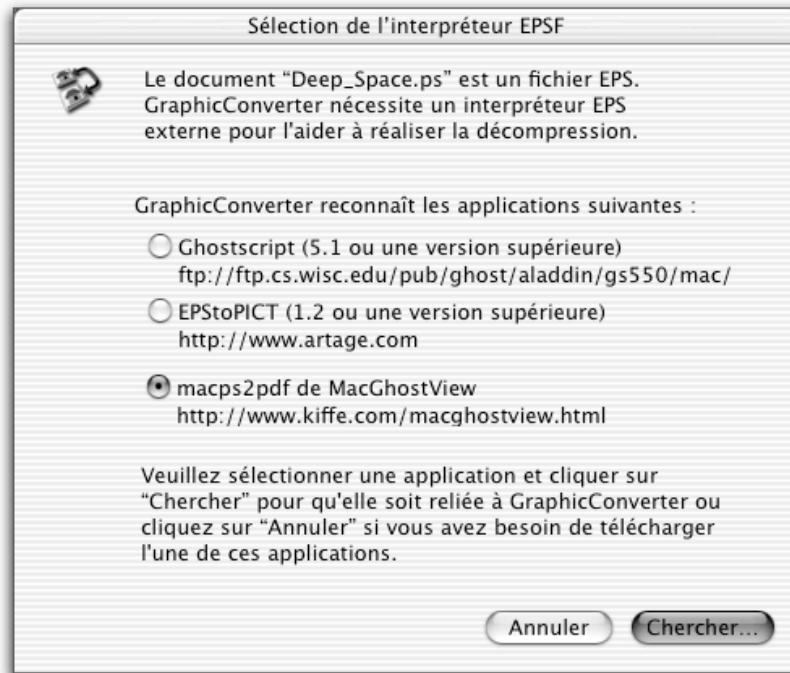 Sélection de l'interpréteur EPSF
Le document “Deep_Space.ps” est un fichier EPS.
GraphicConverter nécessite un interpréteur EPS
externe pour l'aider à réaliser la décompression.
GraphicConverter reconnaît les applications suivantes :
Ghostscript (5.1 ou une version supérieure)
ftp://ftp.cs.wisc.edu/pub/ghost/aladdin/gs550/mac/
EPStoPICT (1.2 ou une version supérieure)
http://www.artage.com
macps2pdf de MacGhostView
http://www.kiffe.com/macghostview.html
Veuillez sélectionner une application et cliquer sur
“Chercher” pour qu'elle soit reliée à GraphicConverter ou
cliquez sur “Annuler” si vous avez besoin de télécharger
l'une de ces applications.
Annuler
Chercher...